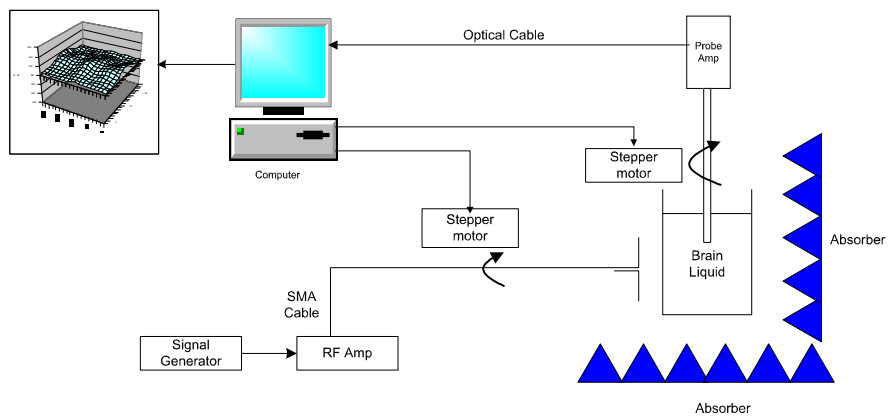 Optical Cable
Probe
Amp
Computer
Stepper
motor
Stepper
motor
Absorber
Brain
Liquid
SMA
Cable
Signal
Generator
RF Amp
Absorber